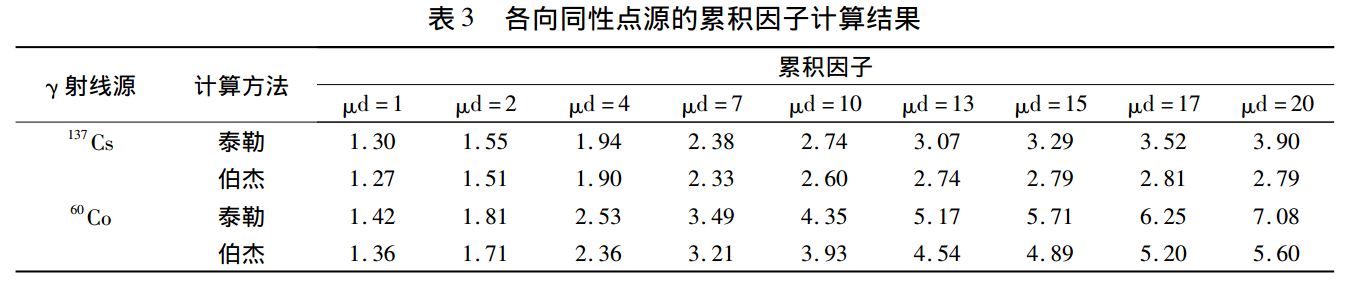 表 3 各向同性点源的累积因子计算结果
γ 射线源 计算方法 累积因子
μd = 1 μd = 2 μd = 4 μd = 7 μd = 10 μd = 13 μd = 15 μd = 17 μd = 20
137Cs 泰勒 1.30 1.55 1.94 2.38 2.74 3.07 3.29 3.52 3.90
伯杰 1.27 1.51 1.90 2.33 2.60 2.74 2.79 2.81 2.79
60Co 泰勒 1.42 1.81 2.53 3.49 4.35 5.17 5.71 6.25 7.08
伯杰 1.36 1.71 2.36 3.21 3.93 4.54 4.89 5.20 5.60